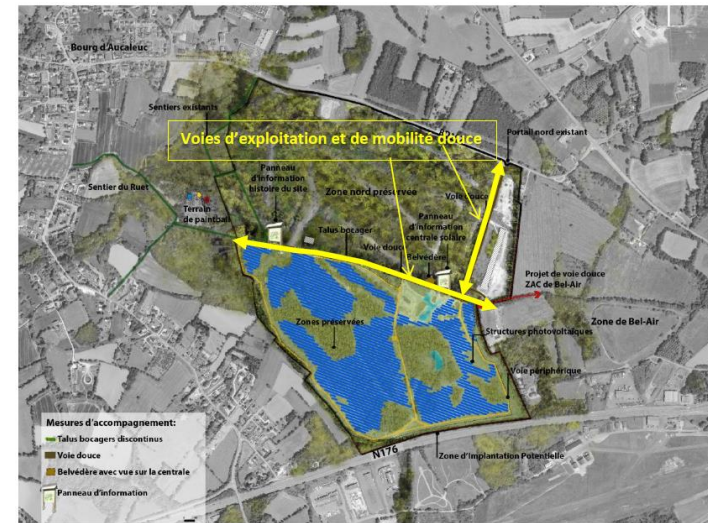 Bourg d'Aucaleuc
Sentiers existants
Voies d'exploitation et de mobilité douce
Portail nord existant
Panneau
d'information
histoire du site
Zone nord préservée
Voie douce
Sentier du Ruet
Terrain
de paintball
Talus bocager
Panneau
d'information
centrale solaire
Voie douce
Belvédère
Projet de voie douce
ZAC de Bel-Air
Zones préservées
Zone de Bel-Air
Structures photovoltaïques
Voie périphérique
Mesures d'accompagnement:
Talus bocagers discontinus
Voie douce
Belvédère avec vue sur la centrale
Panneau d'information
N176
Zone d'Implantation Potentielle